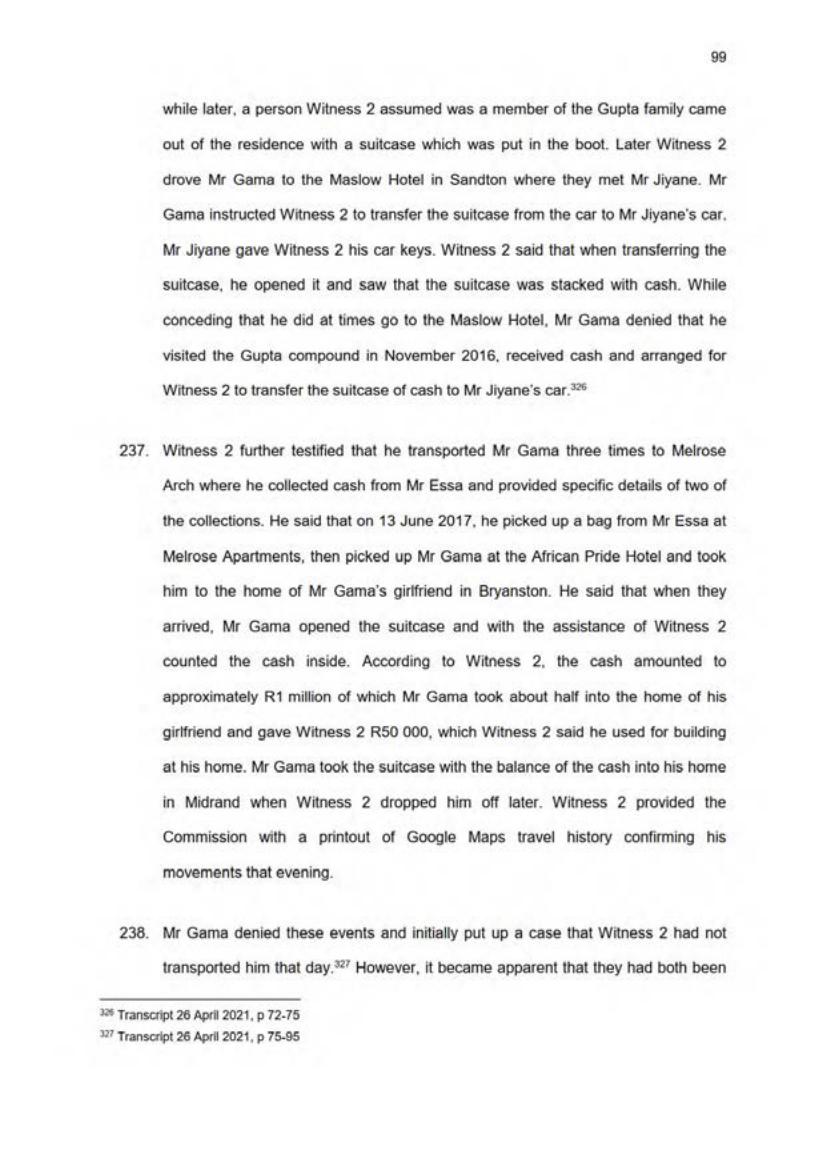 99
while later, a person Witness 2 assumed was a member of the Gupta family came
out of the residence with a suitcase which was put in the boot. Later Witness 2
drove Mr Gama to the Maslow Hotel in Sandton where they met Mr Jiyane. Mr
Gama instructed Witness 2 to transfer the suitcase from the car to Mr Jiyane's car.
Mr Jiyane gave Witness 2 his car keys. Witness 2 said that when transferring the
suitcase, he opened it and saw that the suitcase was stacked with cash. While
conceding that he did at times go to the Maslow Hotel, Mr Gama denied that he
visited the Gupta compound in November 2016, received cash and arranged for
Witness 2 to transfer the suitcase of cash to Mr Jiyane's car.326
237. Witness 2 further testified that he transported Mr Gama three times to Melrose
Arch where he collected cash from Mr Essa and provided specific details of two of
the collections. He said that on 13 June 2017, he picked up a bag from Mr Essa at
Melrose Apartments, then picked up Mr Gama at the African Pride Hotel and took
him to the home of Mr Gama's girlfriend in Bryanston. He said that when they
arrived, Mr Gama opened the suitcase and with the assistance of Witness 2
counted the cash inside. According to Witness 2, the cash amounted to
approximately R1 million of which Mr Gama took about half into the home of his
girlfriend and gave Witness 2 R50 000, which Witness 2 said he used for building
at his home. Mr Gama took the suitcase with the balance of the cash into his home
in Midrand when Witness 2 dropped him off later. Witness 2 provided the
Commission with a printout of Google Maps travel history confirming his
movements that evening.
238. Mr Gama denied these events and initially put up a case that Witness 2 had not
transported him that day.327 However, it became apparent that they had both been
326 Transcript 26 April 2021, p 72-75
327 Transcript 26 April 2021, p 75-95